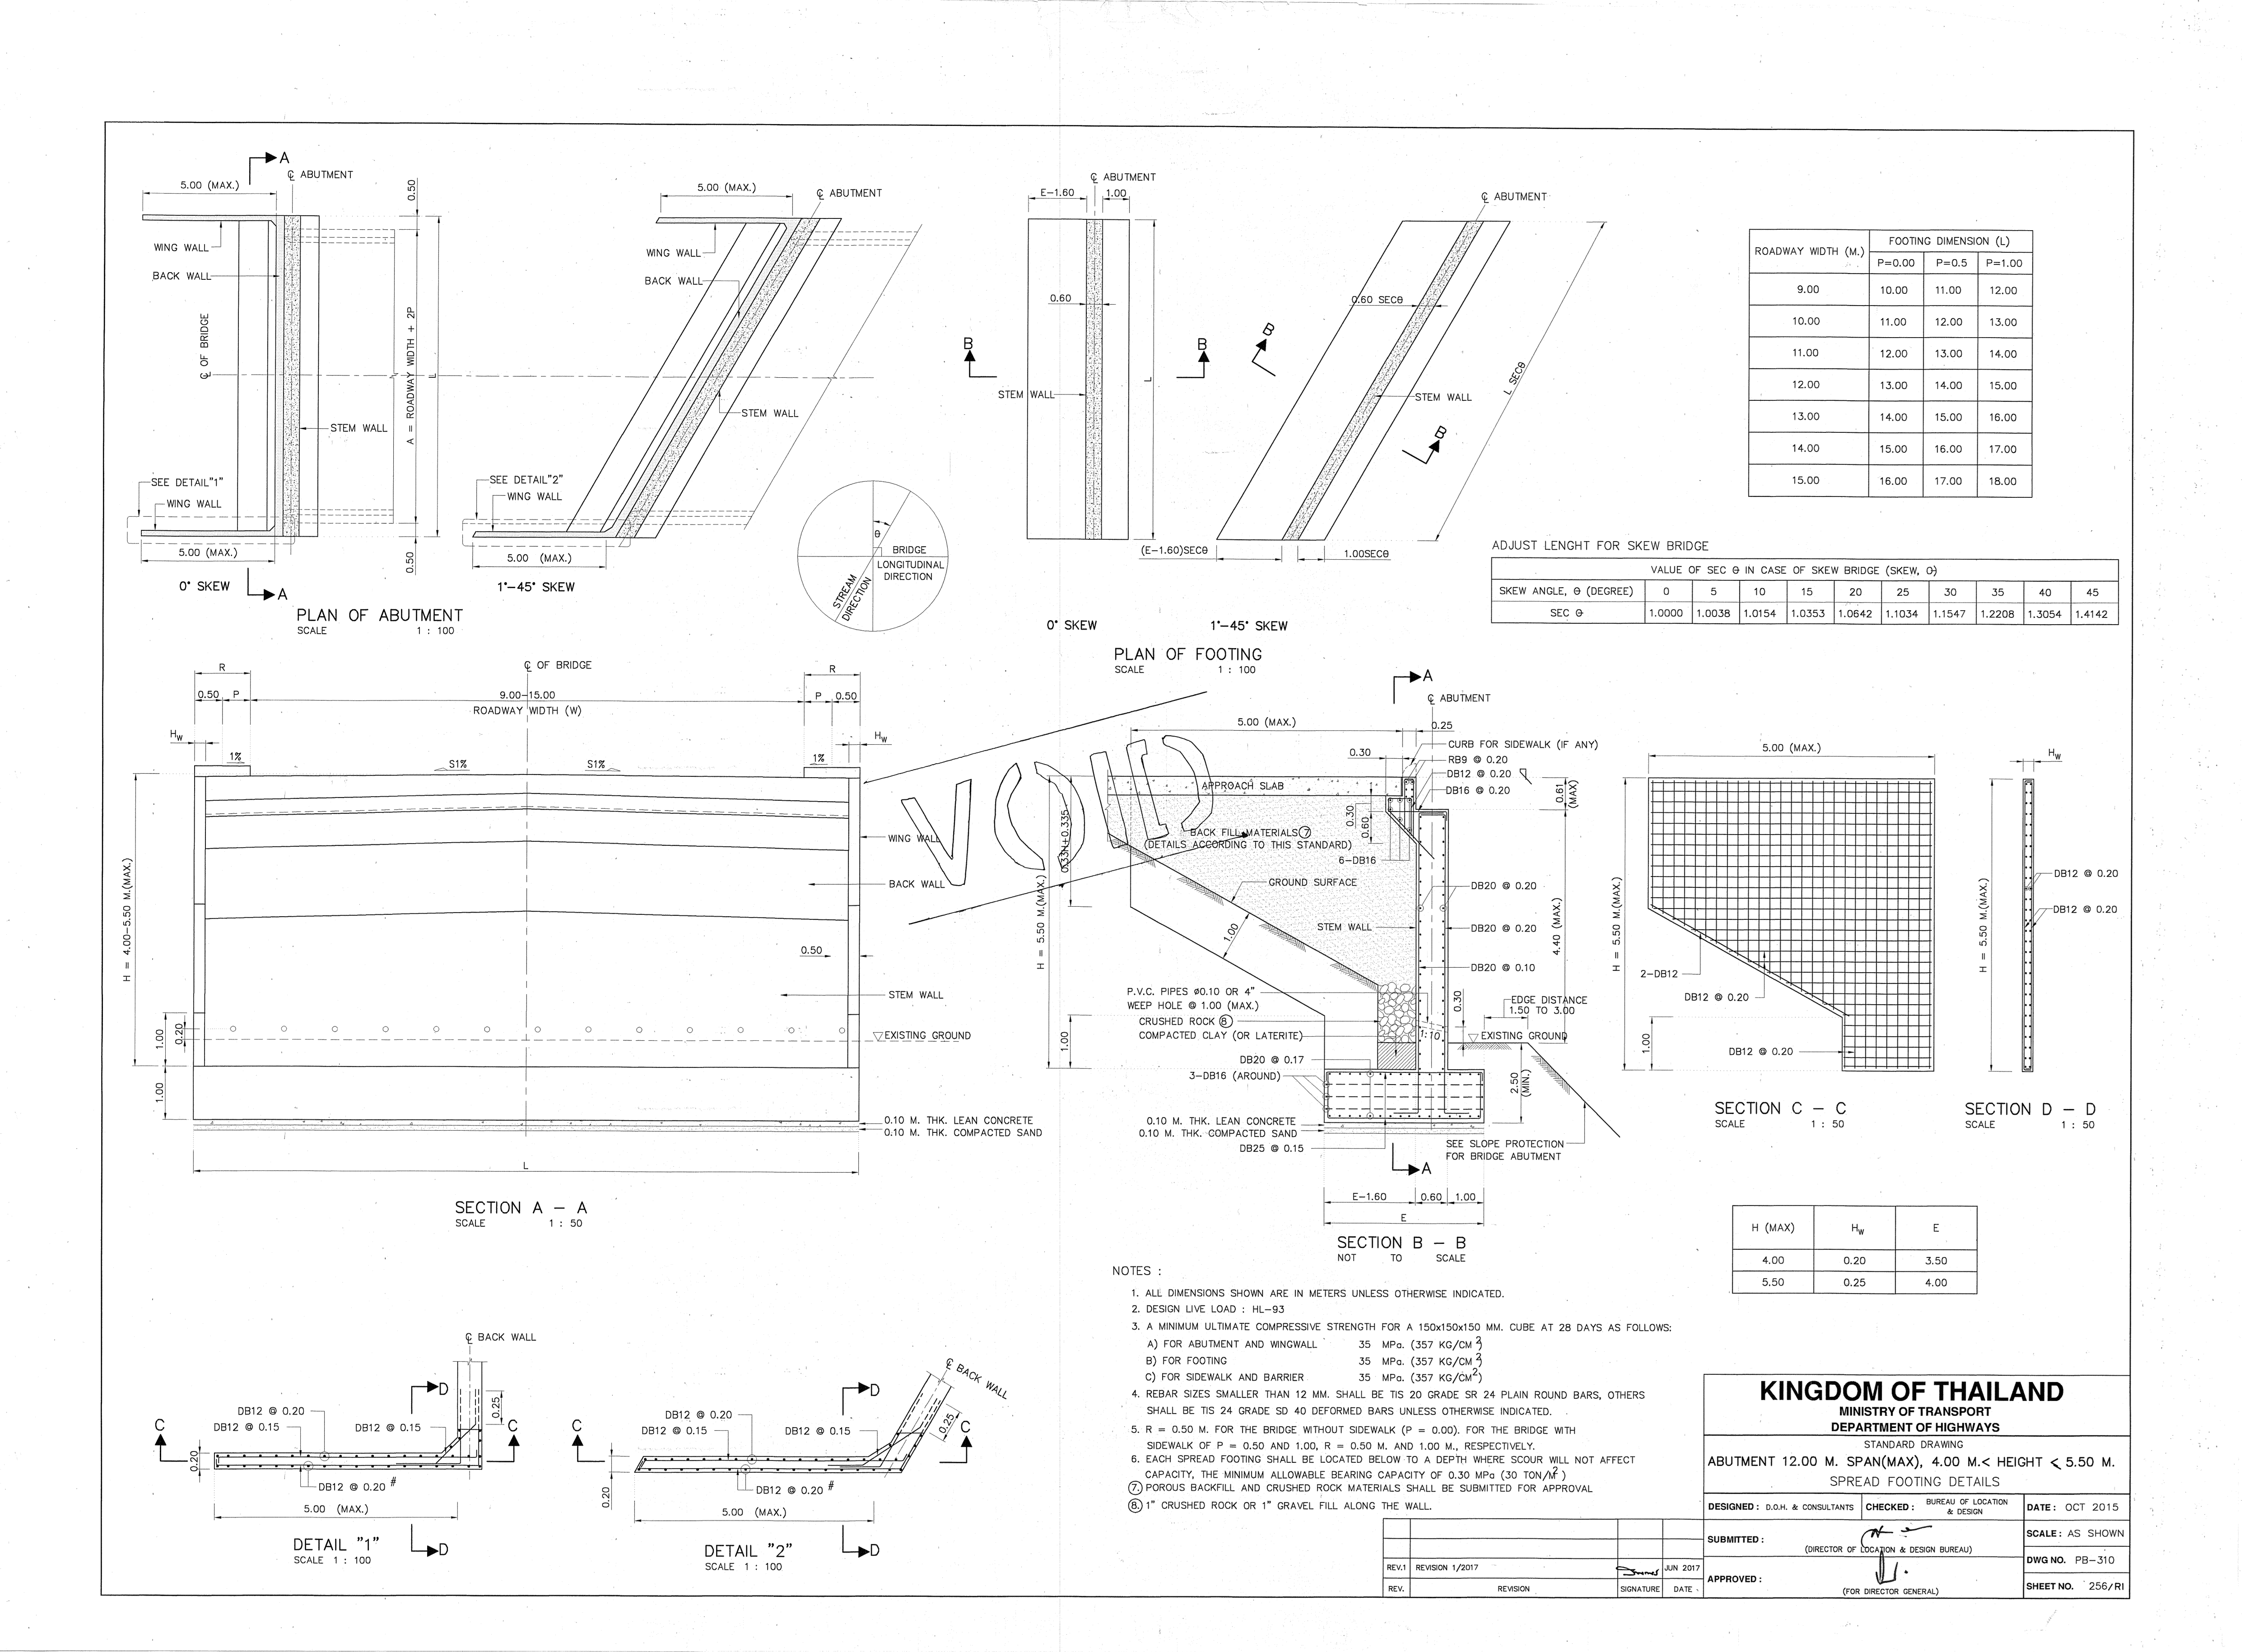 A
℄ ABUTMENT
5.00 (MAX.)
0.50
WING WALL
BACK WALL
℄ OF BRIDGE
A = ROADWAY WIDTH + 2P
L
STEM WALL
SEE DETAIL"1"
WING WALL
5.00 (MAX.)
0.50
0° SKEW
A
5.00 (MAX.)
℄ ABUTMENT
WING WALL
BACK WALL
STEM WALL
SEE DETAIL"2"
WING WALL
5.00 (MAX.)
1°-45° SKEW
PLAN OF ABUTMENT
SCALE 1 : 100
θ
BRIDGE
LONGITUDINAL
DIRECTION
STREAM
DIRECTION
℄ ABUTMENT
E-1.60
1.00
0.60
B
B
STEM WALL
L
0° SKEW
℄ ABUTMENT
0.60 SECθ
B
B
STEM WALL
L SECθ
(E-1.60)SECθ
1.00SECθ
1°-45° SKEW
PLAN OF FOOTING
SCALE 1 : 100
ROADWAY WIDTH (M.) FOOTING DIMENSION (L)
P=0.00 P=0.5 P=1.00
9.00 10.00 11.00 12.00
10.00 11.00 12.00 13.00
11.00 12.00 13.00 14.00
12.00 13.00 14.00 15.00
13.00 14.00 15.00 16.00
14.00 15.00 16.00 17.00
15.00 16.00 17.00 18.00
ADJUST LENGHT FOR SKEW BRIDGE
VALUE OF SEC θ IN CASE OF SKEW BRIDGE (SKEW, θ)
SKEW ANGLE, θ (DEGREE) 0 5 10 15 20 25 30 35 40 45
SEC θ 1.0000 1.0038 1.0154 1.0353 1.0642 1.1034 1.1547 1.2208 1.3054 1.4142
℄ OF BRIDGE
R
R
0.50 P
9.00-15.00
P 0.50
ROADWAY WIDTH (W)
HW
HW
1%
S1%
S1%
1%
WING WALL
BACK WALL
H = 4.00-5.50 M.(MAX.)
0.50
STEM WALL
1.00
0.20
EXISTING GROUND
1.00
0.10 M. THK. LEAN CONCRETE
0.10 M. THK. COMPACTED SAND
L
SECTION A - A
SCALE 1 : 50
VOID
A
℄ ABUTMENT
5.00 (MAX.)
0.25
0.30
CURB FOR SIDEWALK (IF ANY)
RB9 @ 0.20
DB12 @ 0.20
DB16 @ 0.20
APPROACH SLAB
0.61
(MAX)
0.30
0.60
0.33H+0.335
BACK FILL MATERIALS 7
(DETAILS ACCORDING TO THIS STANDARD)
6-DB16
GROUND SURFACE
DB20 @ 0.20
H = 5.50 M.(MAX.)
1.00
STEM WALL
DB20 @ 0.20
4.40 (MAX.)
DB20 @ 0.10
P.V.C. PIPES ø0.10 OR 4"
WEEP HOLE @ 1.00 (MAX.)
0.30
EDGE DISTANCE
1.50 TO 3.00
CRUSHED ROCK 8
COMPACTED CLAY (OR LATERITE)
1:10
EXISTING GROUND
1.00
DB20 @ 0.17
3-DB16 (AROUND)
2.50
(MIN.)
0.10 M. THK. LEAN CONCRETE
0.10 M. THK. COMPACTED SAND
DB25 @ 0.15
SEE SLOPE PROTECTION
FOR BRIDGE ABUTMENT
A
E-1.60 0.60 1.00
E
SECTION B - B
NOT TO SCALE
5.00 (MAX.)
H = 5.50 M.(MAX.)
2-DB12
DB12 @ 0.20
1.00
DB12 @ 0.20
SECTION C - C
SCALE 1 : 50
HW
DB12 @ 0.20
DB12 @ 0.20
H = 5.50 M.(MAX.)
SECTION D - D
SCALE 1 : 50
H (MAX) HW E
4.00 0.20 3.50
5.50 0.25 4.00
℄ BACK WALL
D
0.25
DB12 @ 0.20
C
DB12 @ 0.15
DB12 @ 0.15
C
0.20
DB12 @ 0.20 #
5.00 (MAX.)
DETAIL "1"
SCALE 1 : 100
D
℄ BACK WALL
D
0.25
DB12 @ 0.20
C
DB12 @ 0.15
DB12 @ 0.15
C
0.20
DB12 @ 0.20 #
5.00 (MAX.)
DETAIL "2"
SCALE 1 : 100
D
NOTES :
1. ALL DIMENSIONS SHOWN ARE IN METERS UNLESS OTHERWISE INDICATED.
2. DESIGN LIVE LOAD : HL-93
3. A MINIMUM ULTIMATE COMPRESSIVE STRENGTH FOR A 150x150x150 MM. CUBE AT 28 DAYS AS FOLLOWS:
A) FOR ABUTMENT AND WINGWALL 35 MPa. (357 KG/CM2)
B) FOR FOOTING 35 MPa. (357 KG/CM2)
C) FOR SIDEWALK AND BARRIER 35 MPa. (357 KG/CM2)
4. REBAR SIZES SMALLER THAN 12 MM. SHALL BE TIS 20 GRADE SR 24 PLAIN ROUND BARS, OTHERS
SHALL BE TIS 24 GRADE SD 40 DEFORMED BARS UNLESS OTHERWISE INDICATED.
5. R = 0.50 M. FOR THE BRIDGE WITHOUT SIDEWALK (P = 0.00). FOR THE BRIDGE WITH
SIDEWALK OF P = 0.50 AND 1.00, R = 0.50 M. AND 1.00 M., RESPECTIVELY.
6. EACH SPREAD FOOTING SHALL BE LOCATED BELOW TO A DEPTH WHERE SCOUR WILL NOT AFFECT
CAPACITY, THE MINIMUM ALLOWABLE BEARING CAPACITY OF 0.30 MPa (30 TON/M2)
7. POROUS BACKFILL AND CRUSHED ROCK MATERIALS SHALL BE SUBMITTED FOR APPROVAL
8. 1" CRUSHED ROCK OR 1" GRAVEL FILL ALONG THE WALL.
REV.1 REVISION 1/2017 JUN 2017
REV. REVISION SIGNATURE DATE
KINGDOM OF THAILAND
MINISTRY OF TRANSPORT
DEPARTMENT OF HIGHWAYS
STANDARD DRAWING
ABUTMENT 12.00 M. SPAN(MAX), 4.00 M.< HEIGHT < 5.50 M.
SPREAD FOOTING DETAILS
DESIGNED : D.O.H. & CONSULTANTS CHECKED : BUREAU OF LOCATION & DESIGN DATE : OCT 2015
SUBMITTED :
(DIRECTOR OF LOCATION & DESIGN BUREAU)
SCALE : AS SHOWN
DWG NO. PB-310
APPROVED :
(FOR DIRECTOR GENERAL)
SHEET NO. 256/R1